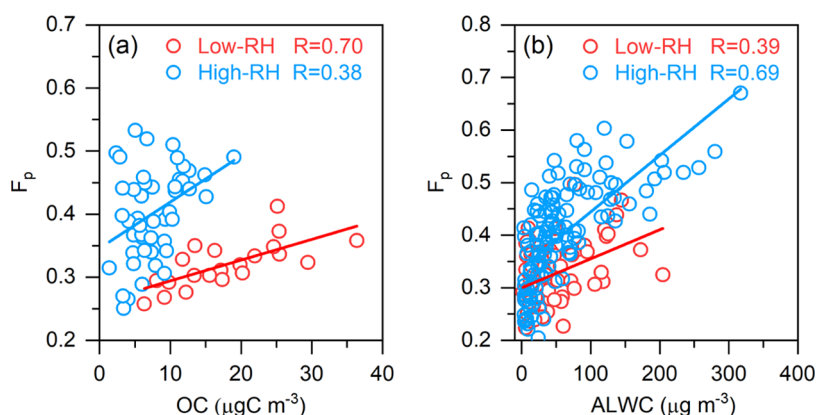 (a)
Low-RH R=0.70
High-RH R=0.38
0.7
0.6
0.5
0.4
0.3
0.2
Fp
0 10 20 30 40
OC (μgC m-3)
(b)
Low-RH R=0.39
High-RH R=0.69
0.8
0.7
0.6
0.5
0.4
0.3
0.2
Fp
0 100 200 300 400
ALWC (μg m-3)